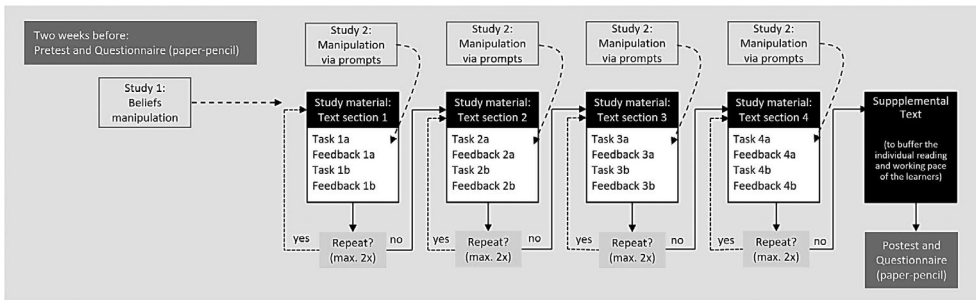 Two weeks before:
Pretest and Questionnaire (paper-pencil)
Study 1:
Beliefs
manipulation
Study 2:
Manipulation
via prompts
Study 2:
Manipulation
via prompts
Study 2:
Manipulation
via prompts
Study 2:
Manipulation
via prompts
Study material:
Text section 1
Task 1a
Feedback 1a
Task 1b
Feedback 1b
yes
Repeat?
(max. 2x)
no
Study material:
Text section 2
Task 2a
Feedback 2a
Task 2b
Feedback 2b
yes
Repeat?
(max. 2x)
no
Study material:
Text section 3
Task 3a
Feedback 3a
Task 3b
Feedback 3b
yes
Repeat?
(max. 2x)
no
Study material:
Text section 4
Task 4a
Feedback 4a
Task 4b
Feedback 4b
yes
Repeat?
(max. 2x)
no
Suppplemental
Text
(to buffer the
individual reading
and working pace
of the learners)
Postest and
Questionnaire
(paper-pencil)